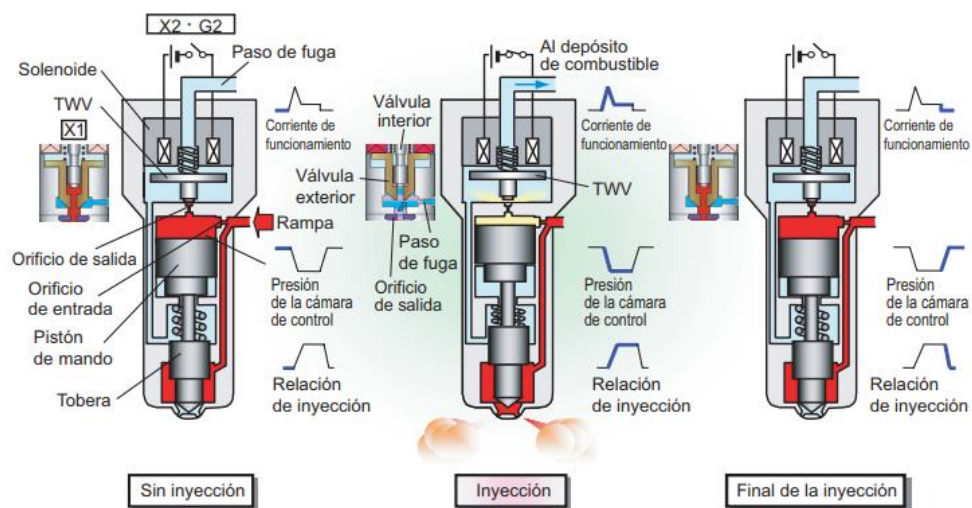 X2 · G2
Paso de fuga
Solenoide
TWV
X1
Corriente de
funcionamiento
Rampa
Orificio de salida
Orificio
de entrada
Pistón
de mando
Tobera
Presión
de la cámara
de control
Relación
de inyección
Sin inyección
Al depósito
de combustible
Válvula
interior
Válvula
exterior
Corriente de
funcionamiento
TWV
Paso
de fuga
Orificio
de salida
Presión
de la cámara
de control
Relación
de inyección
Inyección
Corriente de
funcionamiento
Presión
de la cámara
de control
Relación
de inyección
Final de la inyección